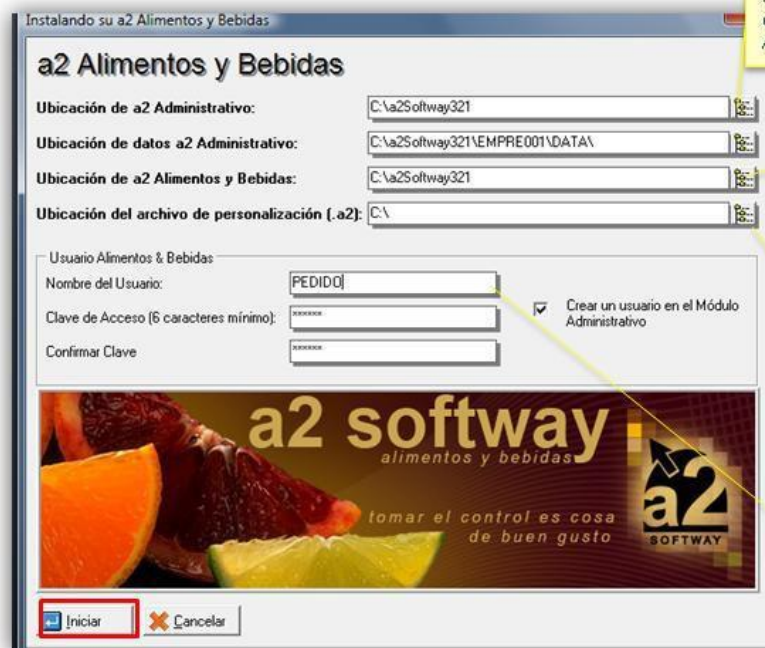 Instalando su a2 Alimentos y Bebidas
a2 Alimentos y Bebidas
Ubicación de a2 Administrativo: C:\a2Softway321
Ubicación de datos a2 Administrativo: C:\a2Softway321\EMPRE001\DATA\
Ubicación de a2 Alimentos y Bebidas: C:\a2Softway321
Ubicación del archivo de personalización (.a2): C:\
Usuario Alimentos & Bebidas
Nombre del Usuario: PEDIDO
Clave de Acceso (6 caracteres mínimo): ******
Crear un usuario en el Módulo
Administrativo
Confirmar Clave ******
a2 softway
alimentos y bebidas
tomar el control es cosa
de buen gusto
a2
SOFTWAY
Iniciar Cancelar